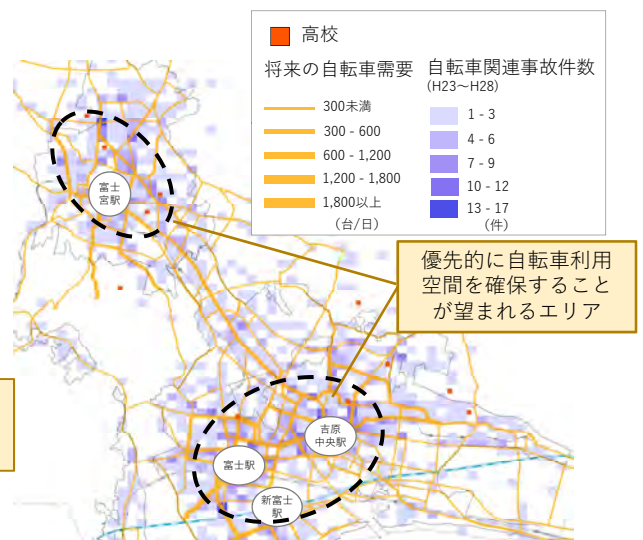 高校
将来の自転車需要
300未満
300 - 600
600 - 1,200
1,200 - 1,800
1,800以上
(台/日)
自転車関連事故件数
(H23～H28)
1 - 3
4 - 6
7 - 9
10 - 12
13 - 17
(件)
優先的に自転車利用
空間を確保すること
が望まれるエリア
富士
宮駅
吉原
中央駅
富士駅
新富士
駅